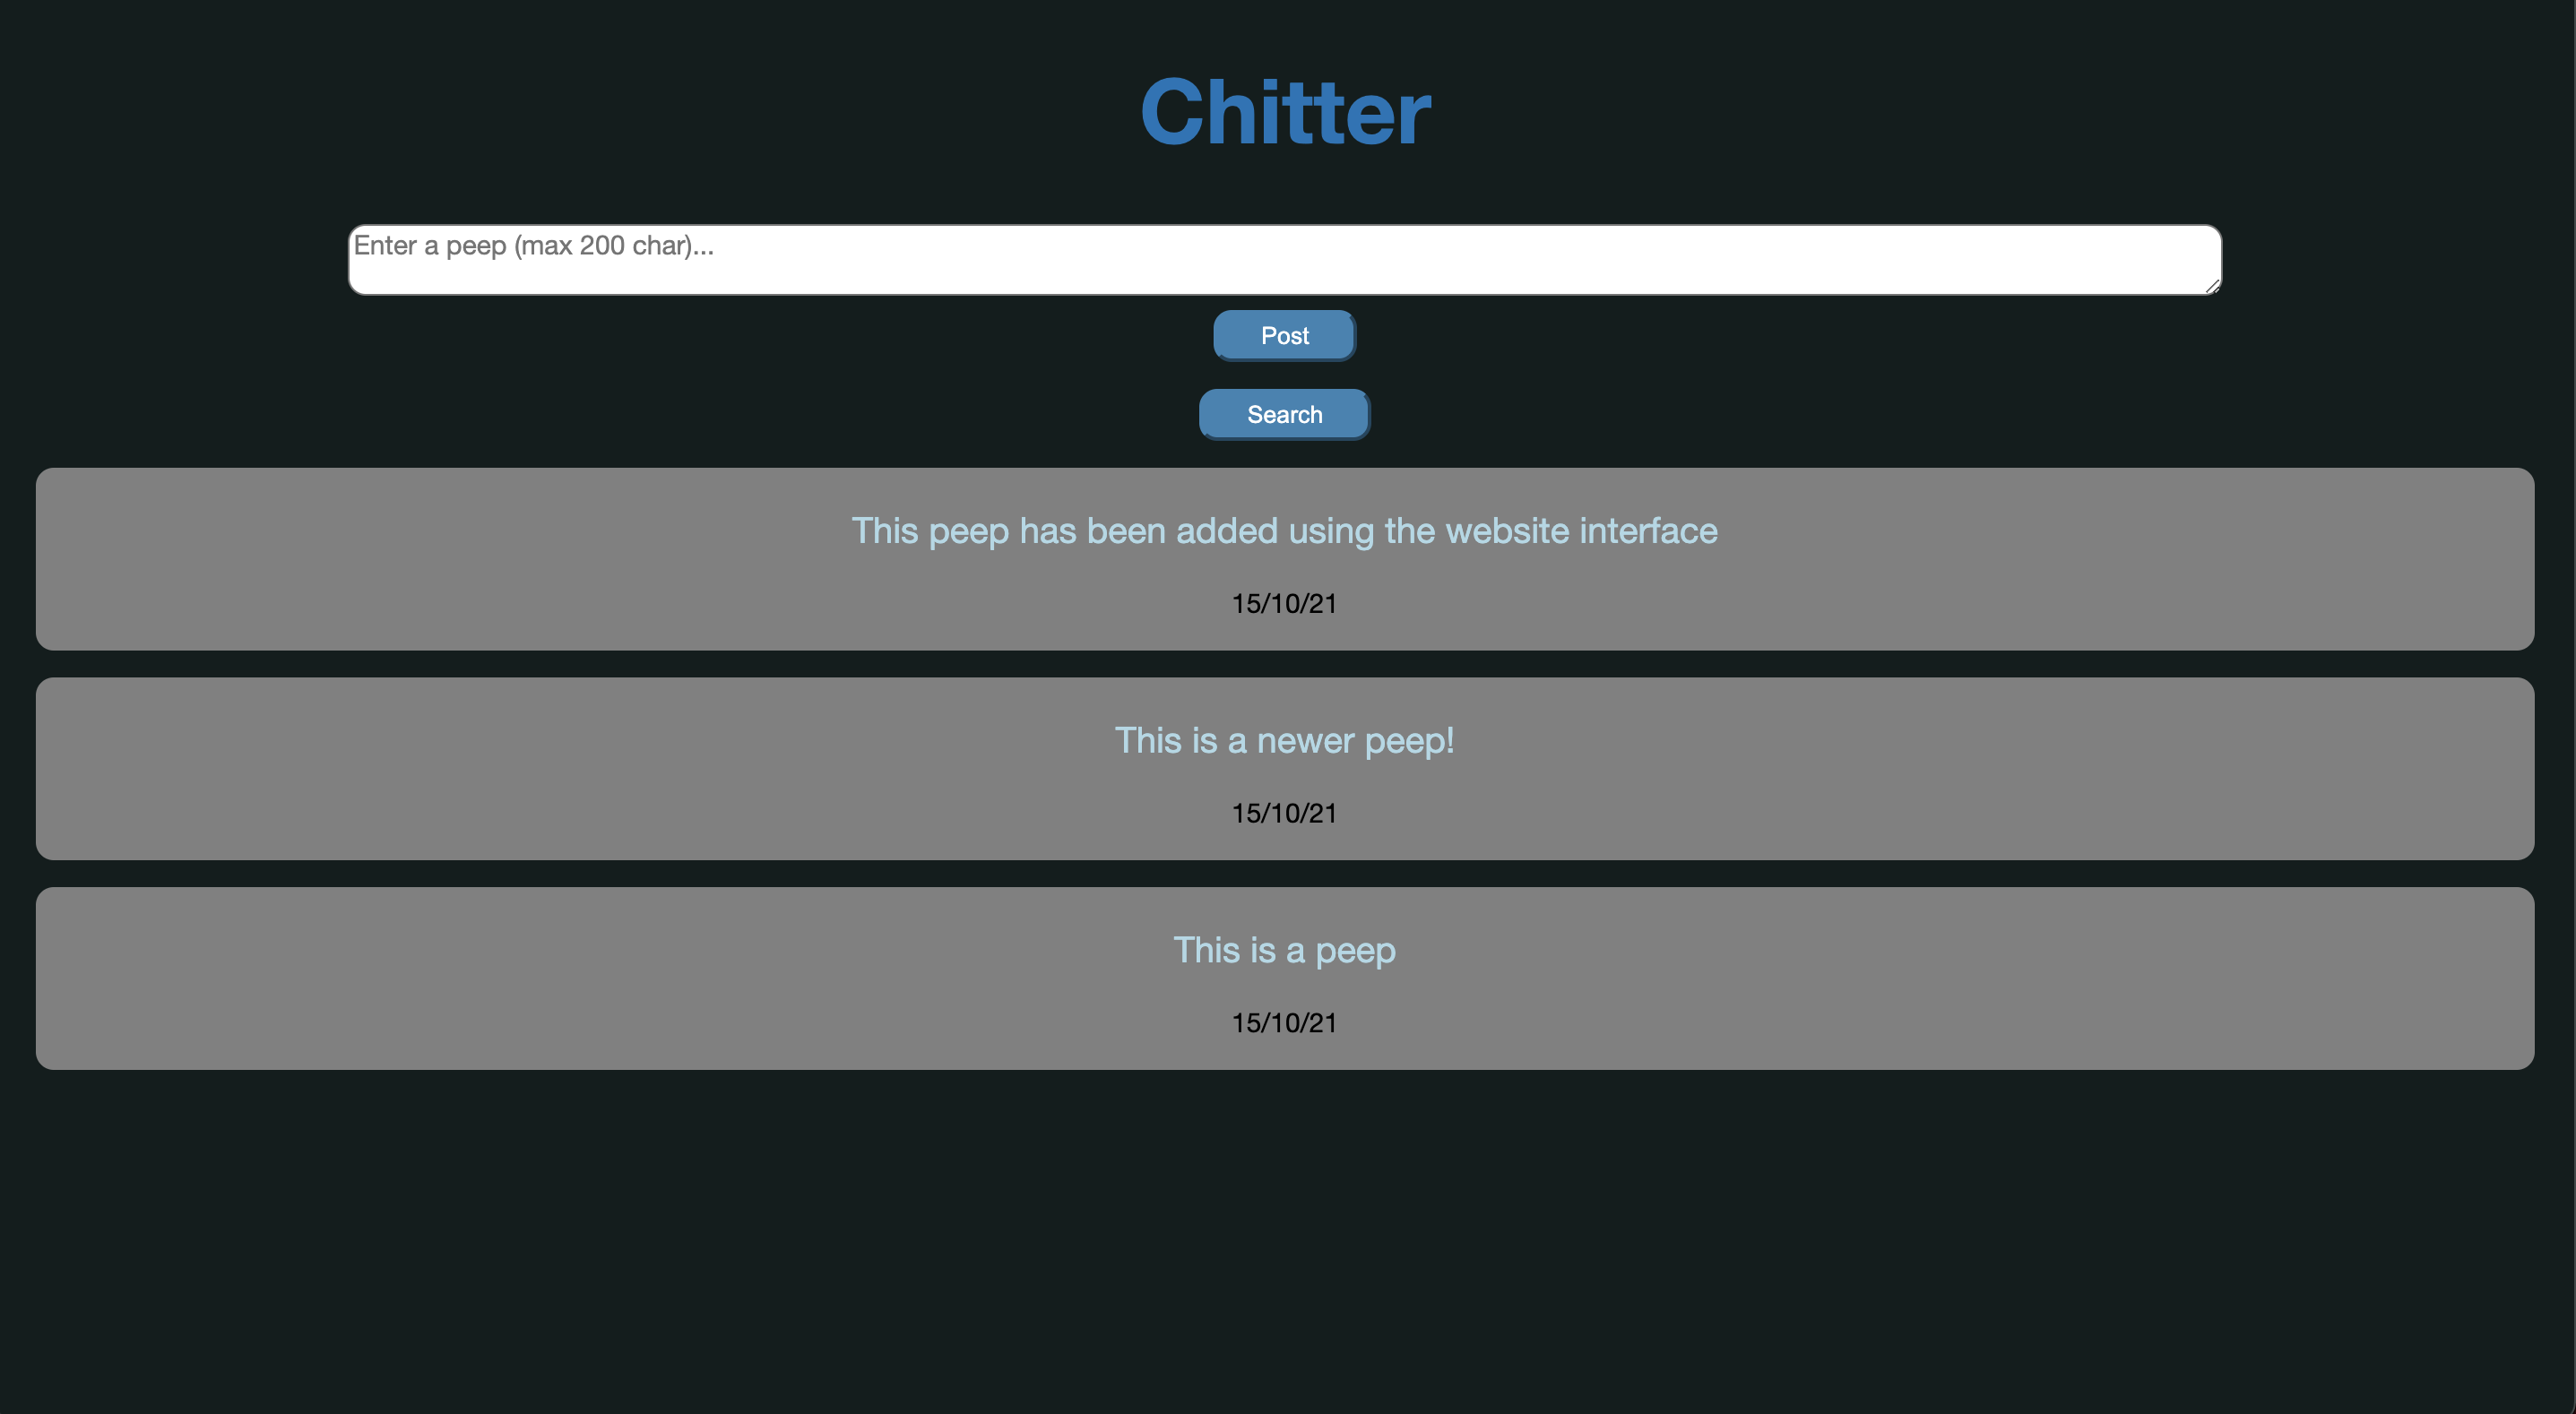 Chitter
Enter a peep (max 200 char)...
Post
Search
This peep has been added using the website interface
15/10/21
This is a newer peep!
15/10/21
This is a peep
15/10/21